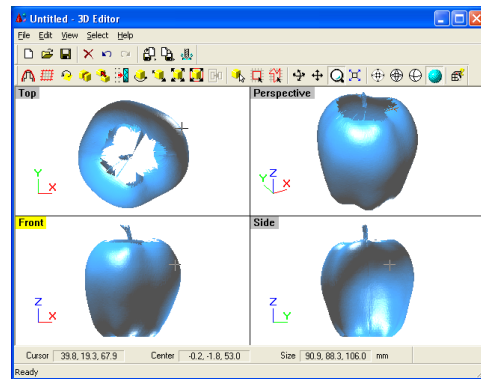 Untitled - 3D Editor
File Edit View Select Help
Top
Perspective
Y
X
Y Z X
Front
Side
Z
X
Z
Y
Cursor 39.8, 19.3, 67.9 Center -0.2, -1.8, 53.0 Size 90.9, 88.3, 106.0 mm
Ready